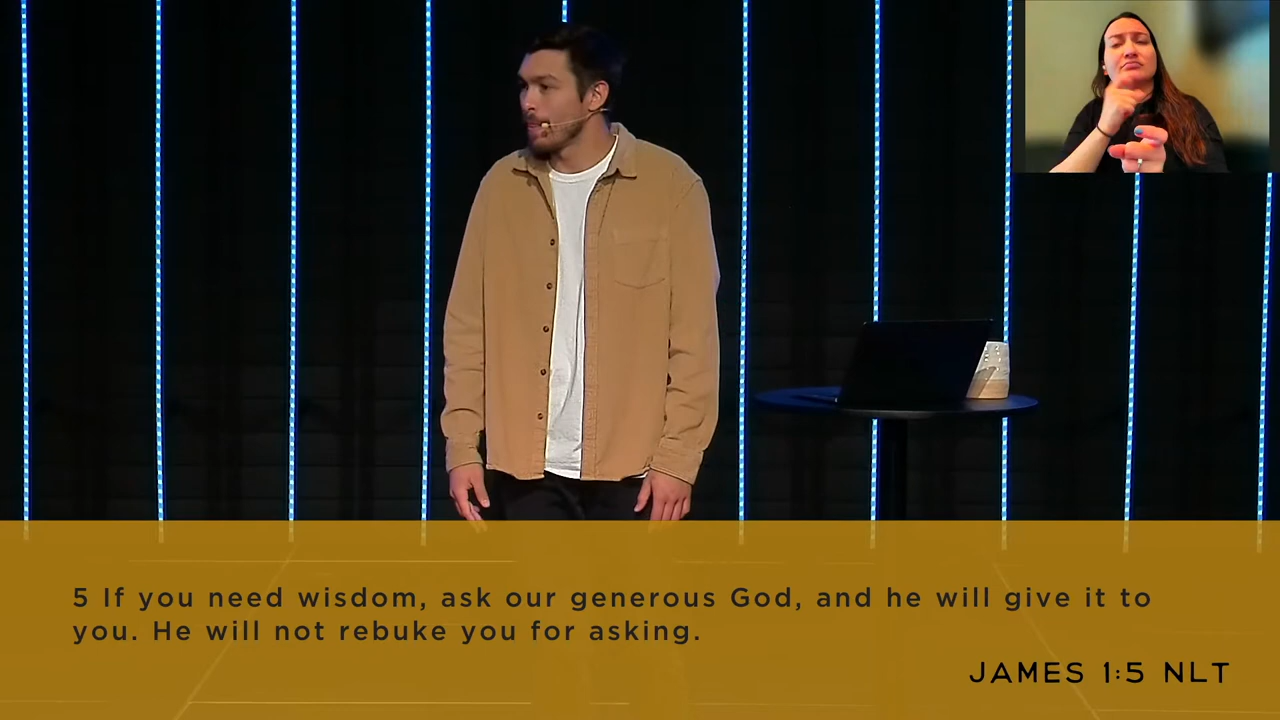 5 If you need wisdom, ask our generous God, and he will give it to
you. He will not rebuke you for asking.
JAMES 1:5 NLT